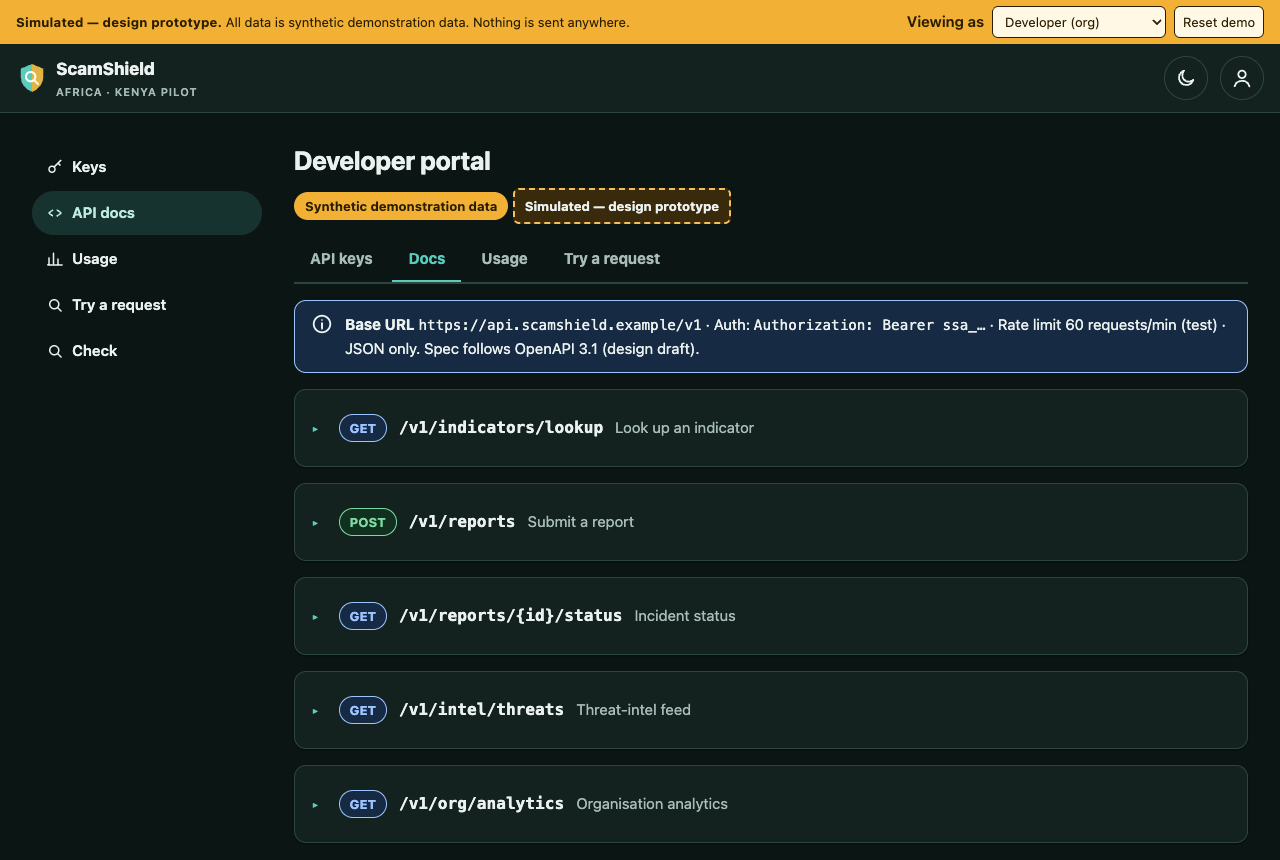 Simulated — design prototype. All data is synthetic demonstration data. Nothing is sent anywhere.
Viewing as
Developer (org)
Reset demo
ScamShield
AFRICA · KENYA PILOT
Keys
API docs
Usage
Try a request
Check
Developer portal
Synthetic demonstration data
Simulated — design prototype
API keys
Docs
Usage
Try a request
Base URL https://api.scamshield.example/v1 · Auth: Authorization: Bearer ssa_… · Rate limit 60 requests/min (test) ·
JSON only. Spec follows OpenAPI 3.1 (design draft).
GET /v1/indicators/lookup Look up an indicator
POST /v1/reports Submit a report
GET /v1/reports/{id}/status Incident status
GET /v1/intel/threats Threat-intel feed
GET /v1/org/analytics Organisation analytics